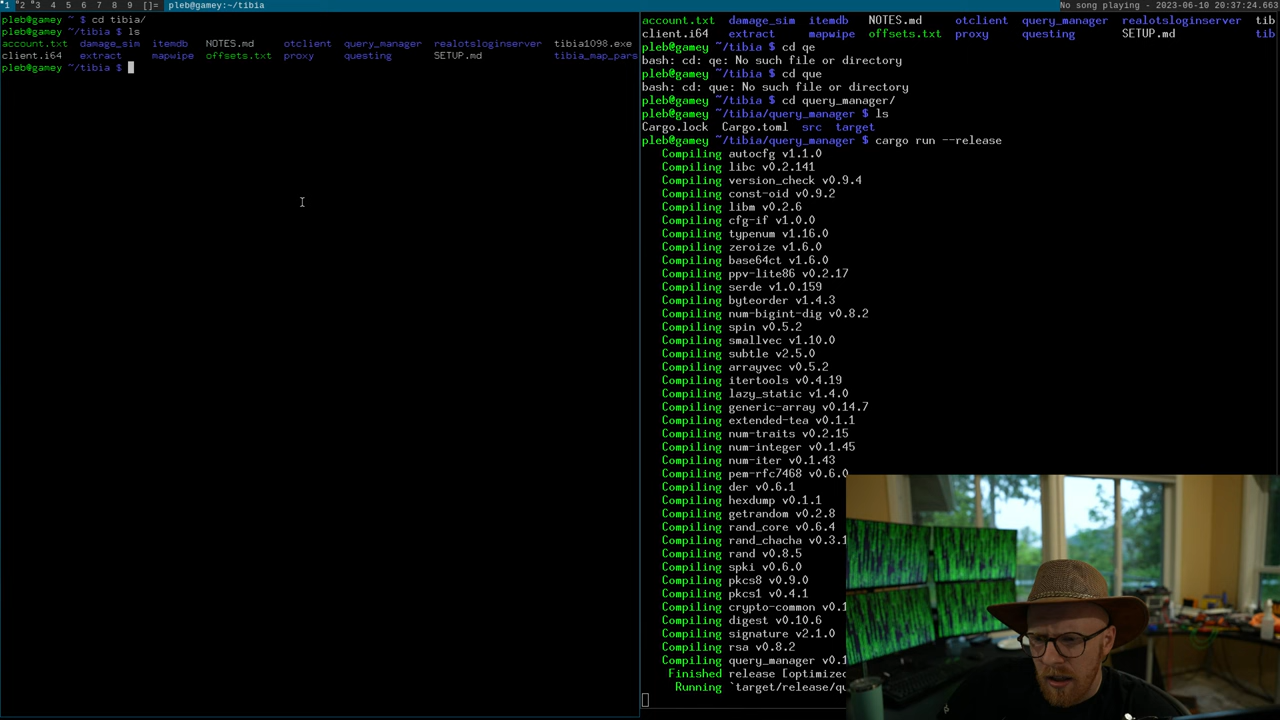 *1 *2 3 4 5 6 7 8 9 []= pleb@gamey:~/tibia
No song playing - 2023-06-10 20:37:24.663
pleb@gamey ~ $ cd tibia/
pleb@gamey ~/tibia $ ls
account.txt damage_sim itemdb NOTES.md otclient query_manager realotsloginserver tibia1098.exe
client.i64 extract mapwipe offsets.txt proxy questing SETUP.md tibia_map_pars
pleb@gamey ~/tibia $
account.txt damage_sim itemdb NOTES.md otclient query_manager realotsloginserver tib
client.i64 extract mapwipe offsets.txt proxy questing SETUP.md tib
pleb@gamey ~/tibia $ cd qe
bash: cd: qe: No such file or directory
pleb@gamey ~/tibia $ cd que
bash: cd: que: No such file or directory
pleb@gamey ~/tibia $ cd query_manager/
pleb@gamey ~/tibia/query_manager $ ls
Cargo.lock Cargo.toml src target
pleb@gamey ~/tibia/query_manager $ cargo run --release
Compiling autocfg v1.1.0
Compiling libc v0.2.141
Compiling version_check v0.9.4
Compiling const-oid v0.9.2
Compiling libm v0.2.6
Compiling cfg-if v1.0.0
Compiling typenum v1.16.0
Compiling zeroize v1.6.0
Compiling base64ct v1.6.0
Compiling ppv-lite86 v0.2.17
Compiling serde v1.0.159
Compiling byteorder v1.4.3
Compiling num-bigint-dig v0.8.2
Compiling spin v0.5.2
Compiling smallvec v1.10.0
Compiling subtle v2.5.0
Compiling arrayvec v0.5.2
Compiling itertools v0.4.19
Compiling lazy_static v1.4.0
Compiling generic-array v0.14.7
Compiling extended-tea v0.1.1
Compiling num-traits v0.2.15
Compiling num-integer v0.1.45
Compiling num-iter v0.1.43
Compiling pem-rfc7468 v0.6.0
Compiling der v0.6.1
Compiling hexdump v0.1.1
Compiling getrandom v0.2.8
Compiling rand_core v0.6.4
Compiling rand_chacha v0.3.1
Compiling rand v0.8.5
Compiling spki v0.6.0
Compiling pkcs8 v0.9.0
Compiling pkcs1 v0.4.1
Compiling crypto-common v0.1
Compiling digest v0.10.6
Compiling signature v2.1.0
Compiling rsa v0.8.2
Compiling query_manager v0.1
Finished release [optimized
Running `target/release/qu